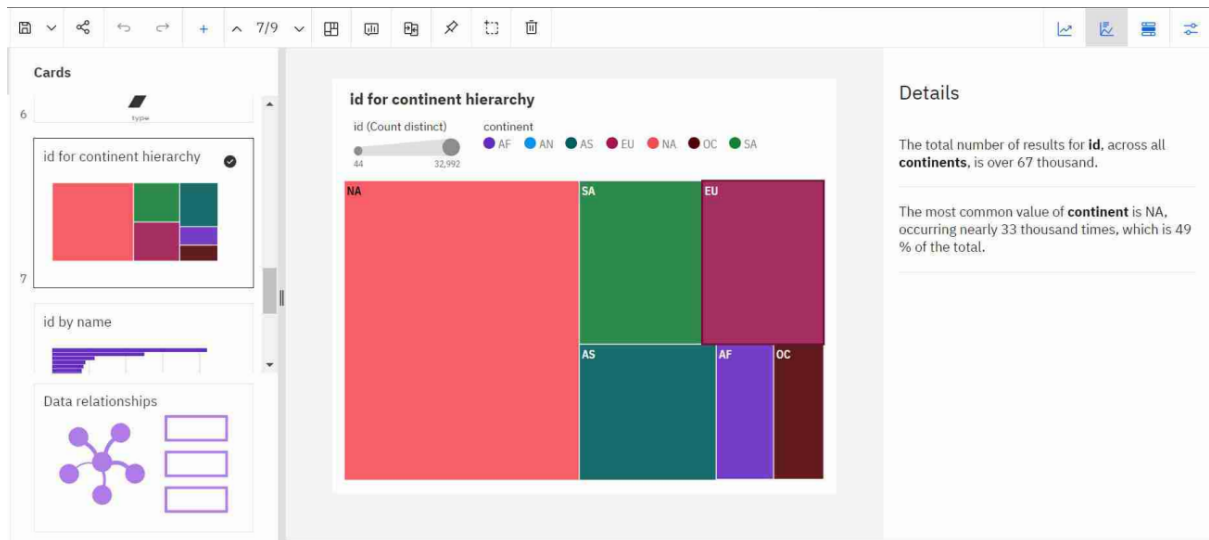 7/9
Cards
6
type
id for continent hierarchy
7
id by name
Data relationships
id for continent hierarchy
id (Count distinct)
44
32,992
continent
AF AN AS EU NA OC SA
NA
SA
EU
AS
AF
OC
Details
The total number of results for id, across all
continents, is over 67 thousand.
The most common value of continent is NA,
occurring nearly 33 thousand times, which is 49
% of the total.